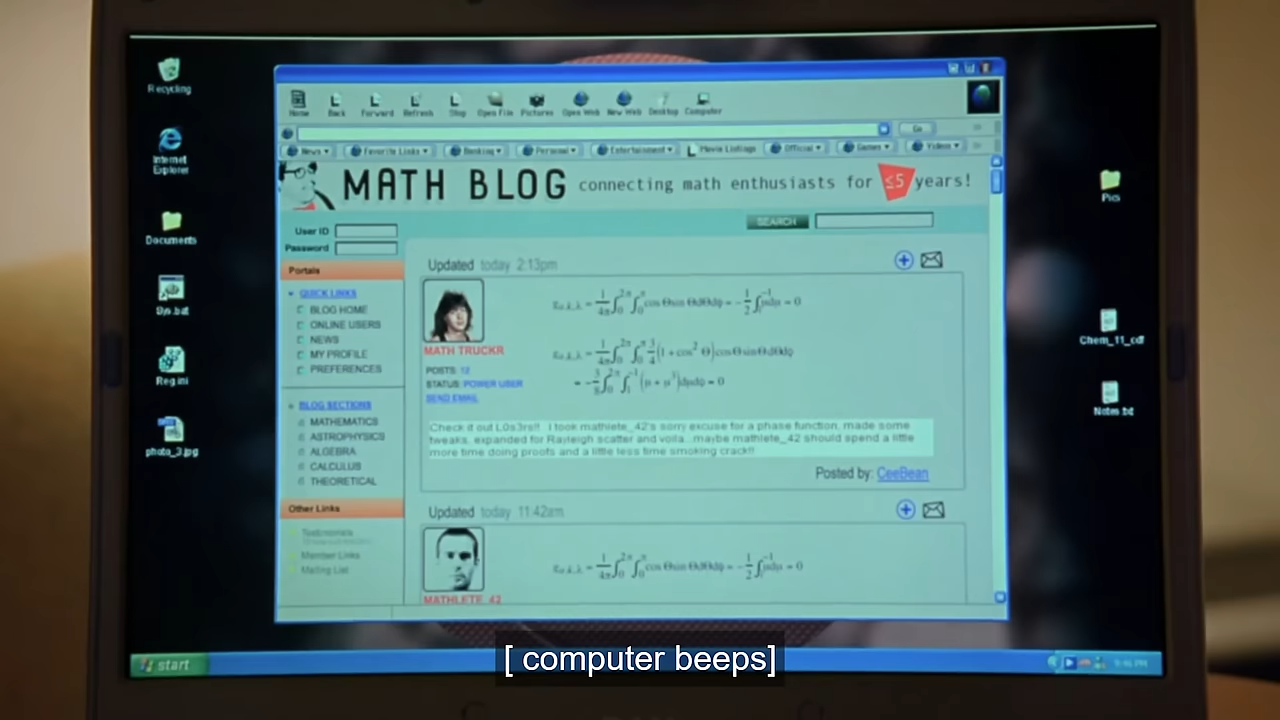 Recycling
Internet
Explorer
Documents
Sys.bat
Reg.ini
photo_3.jpg
Pics
Chem_11_cdf
Notes.txt
Home Back Forward Refresh Stop Open File Pictures Open Web New Web Desktop Computer
Go
News Favorite Links Banking Personal Entertainment Movie Listings Official Games Videos
MATH BLOG connecting math enthusiasts for ≤5 years!
SEARCH
User ID
Password
Portals
QUICK LINKS
BLOG HOME
ONLINE USERS
NEWS
MY PROFILE
PREFERENCES
BLOG SECTIONS
MATHEMATICS
ASTROPHYSICS
ALGEBRA
CALCULUS
THEORETICAL
Other Links
Testimonials
Member Links
Mailing List
Updated today 2:13pm
MATH TRUCKR
POSTS: 12
STATUS: POWER USER
SEND EMAIL
Check it out L0s3rs!! I took mathlete_42's sorry excuse for a phase function, made some
tweaks, expanded for Rayleigh scatter and voila...maybe mathlete_42 should spend a little
more time doing proofs and a little less time smoking crack!!
Posted by: CeeBean
Updated today 11:42am
MATHLETE_42
start
9:46 PM
[ computer beeps]